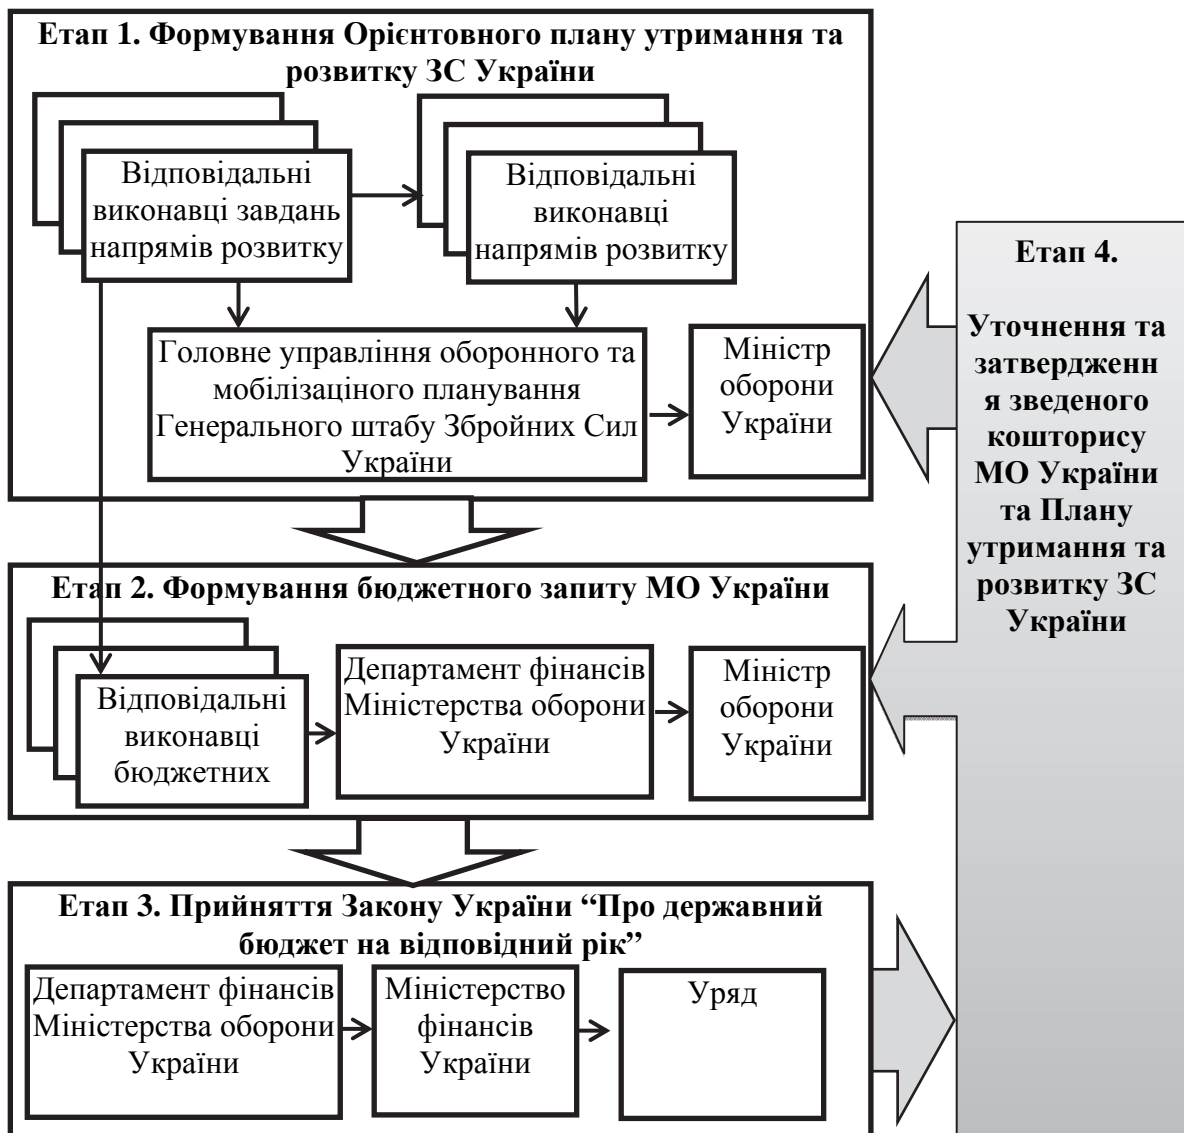 Етап 1. Формування Орієнтовного плану утримання та
розвитку ЗС України
Відповідальні
виконавці завдань
напрямів розвитку
Відповідальні
виконавці
напрямів розвитку
Головне управління оборонного та
мобілізаціного планування
Генерального штабу Збройних Сил
України
Міністр
оборони
України
Етап 2. Формування бюджетного запиту МО України
Відповідальні
виконавці
бюджетних
Департамент фінансів
Міністерства оборони
України
Міністр
оборони
України
Етап 3. Прийняття Закону України “Про державний
бюджет на відповідний рік”
Департамент фінансів
Міністерства оборони
України
Міністерство
фінансів
України
Уряд
Етап 4.
Уточнення та
затвердженн
я зведеного
кошторису
МО України
та Плану
утримання та
розвитку ЗС
України